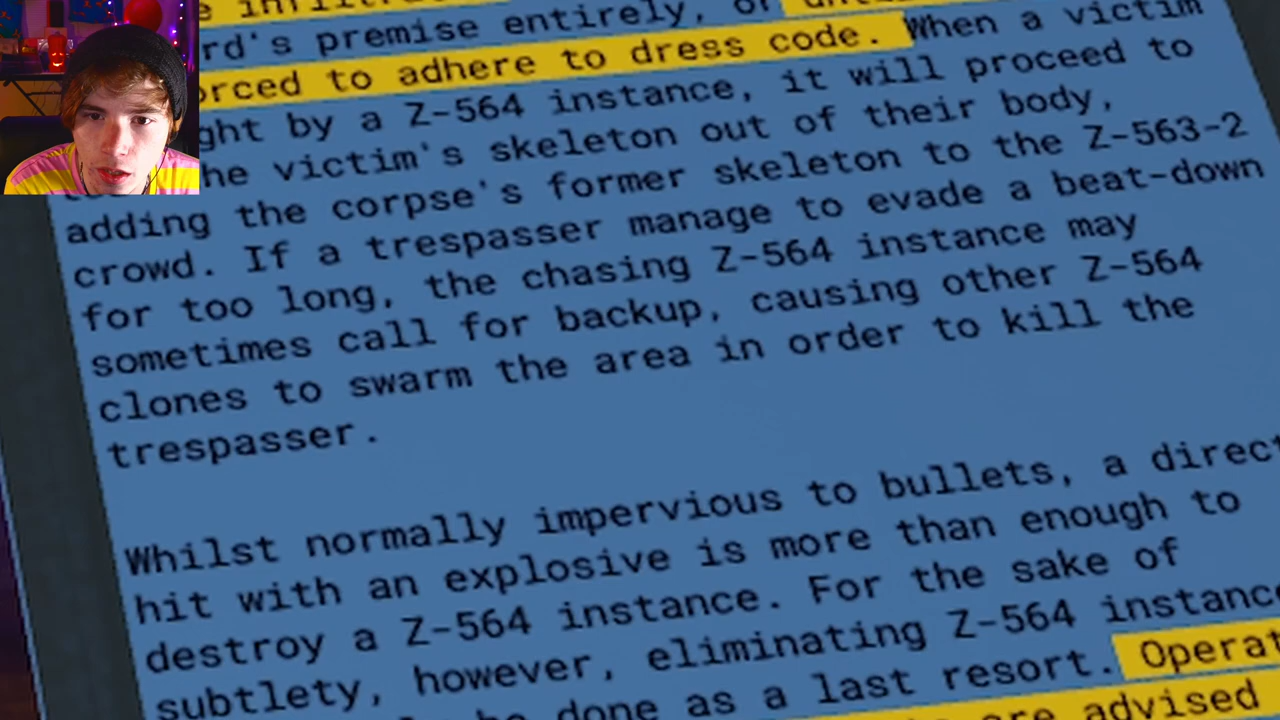 rd's premise entirely, or
orced to adhere to dress code. When a victim
ght by a Z-564 instance, it will proceed to
he victim's skeleton out of their body,
adding the corpse's former skeleton to the Z-563-2
crowd. If a trespasser manage to evade a beat-down
for too long, the chasing Z-564 instance may
sometimes call for backup, causing other Z-564
clones to swarm the area in order to kill the
trespasser.
Whilst normally impervious to bullets, a direct
hit with an explosive is more than enough to
destroy a Z-564 instance. For the sake of
subtlety, however, eliminating Z-564 instance
be done as a last resort. Operat
are advised